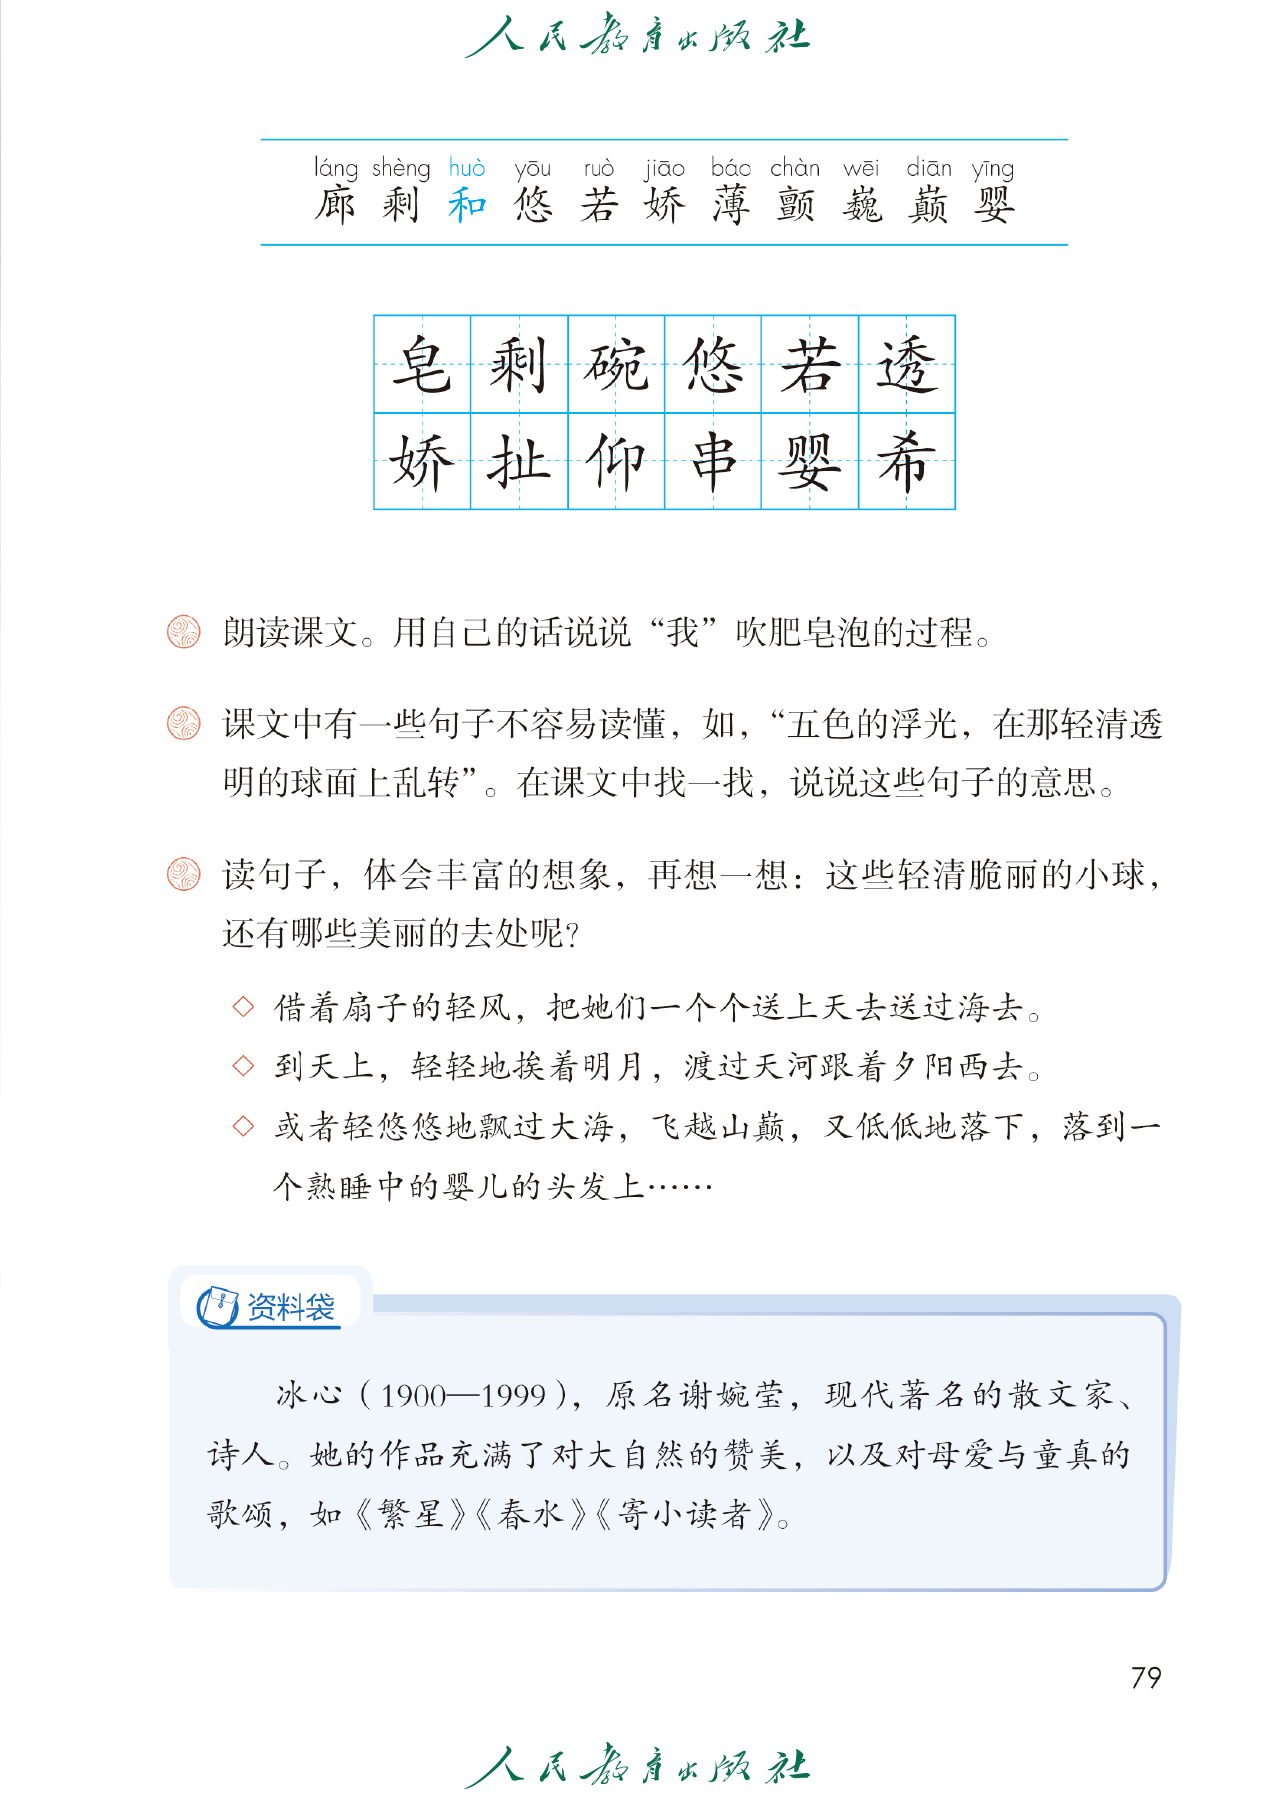 人民教育出版社
láng shèng huò yōu ruò jiāo báo chàn wēi diān yīng
廊 剩 和 悠 若 娇 薄 颤 巍 巅 婴
皂 剩 碗 悠 若 透
娇 扯 仰 串 婴 希
朗读课文。用自己的话说说“我”吹肥皂泡的过程。
课文中有一些句子不容易读懂，如，“五色的浮光，在那轻清透
明的球面上乱转”。在课文中找一找，说说这些句子的意思。
读句子，体会丰富的想象，再想一想：这些轻清脆丽的小球，
还有哪些美丽的去处呢？
◇ 借着扇子的轻风，把她们一个个送上天去送过海去。
◇ 到天上，轻轻地挨着明月，渡过天河跟着夕阳西去。
◇ 或者轻悠悠地飘过大海，飞越山巅，又低低地落下，落到一
个熟睡中的婴儿的头发上……
资料袋
冰心（1900—1999），原名谢婉莹，现代著名的散文家、
诗人。她的作品充满了对大自然的赞美，以及对母爱与童真的
歌颂，如《繁星》《春水》《寄小读者》。
79
人民教育出版社